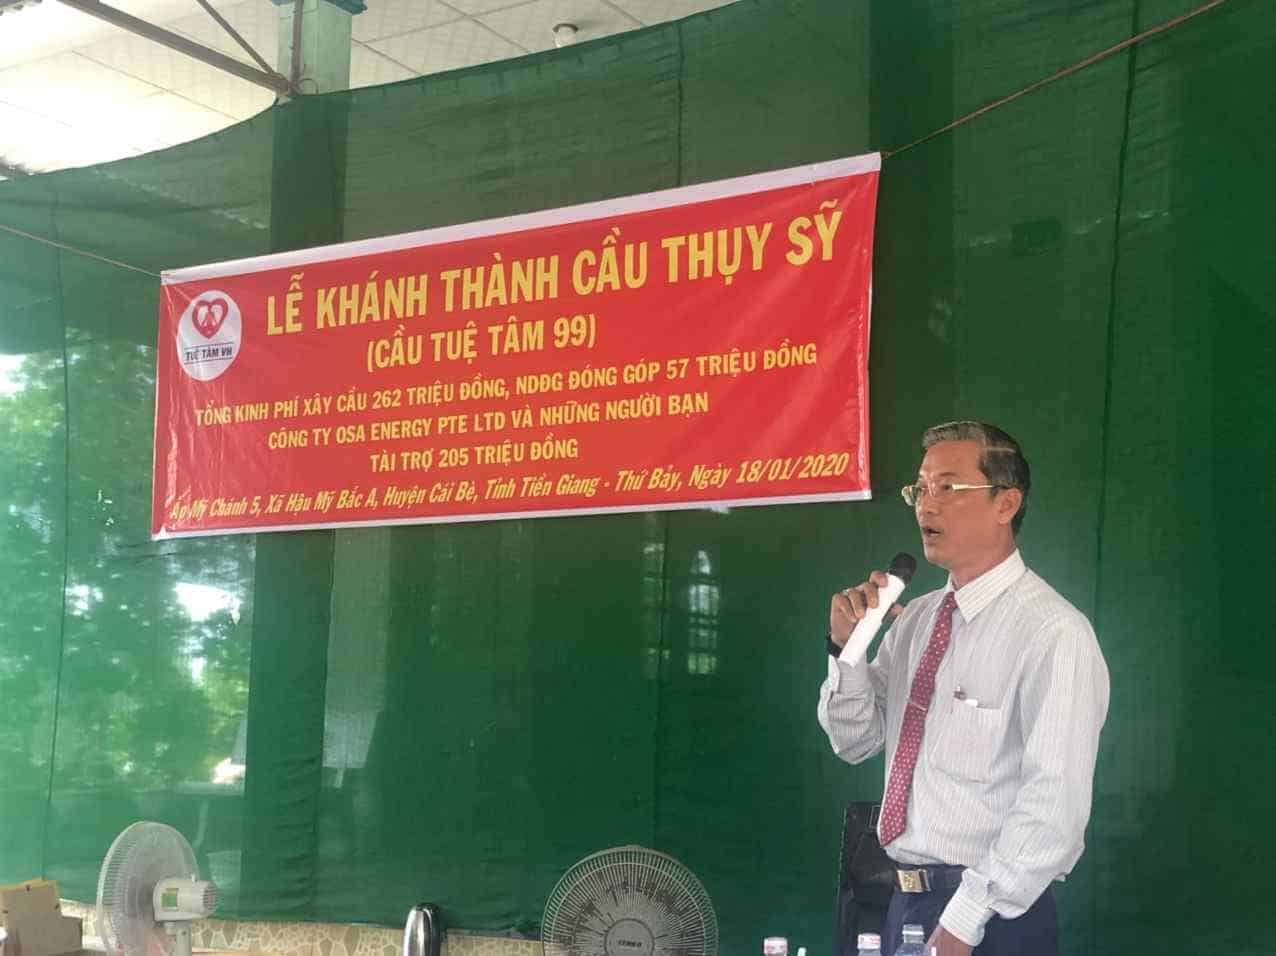 LỄ KHÁNH THÀNH CẦU THỤY SỸ
(CẦU TUỆ TÂM 99)
TUỆ TÂM VH
TỔNG KINH PHÍ XÂY CẦU 262 TRIỆU ĐỒNG, NDĐG ĐÓNG GÓP 57 TRIỆU ĐỒNG
CÔNG TY OSA ENERGY PTE LTD VÀ NHỮNG NGƯỜI BẠN
TÀI TRỢ 205 TRIỆU ĐỒNG
Ấp Mỹ Chánh 5, Xã Hậu Mỹ Bắc A, Huyện Cái Bè, Tỉnh Tiền Giang - Thứ Bảy, Ngày 18/01/2020